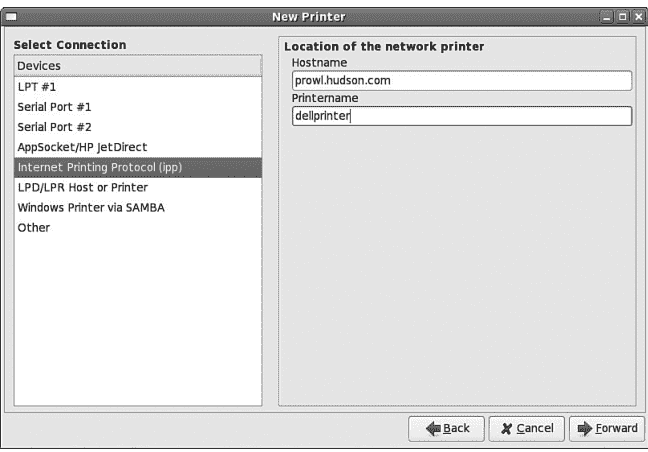 New Printer
Select Connection
Devices
LPT #1
Serial Port #1
Serial Port #2
AppSocket/HP JetDirect
Internet Printing Protocol (ipp)
LPD/LPR Host or Printer
Windows Printer via SAMBA
Other
Location of the network printer
Hostname
prowl.hudson.com
Printername
dellprinter
Back
Cancel
Forward